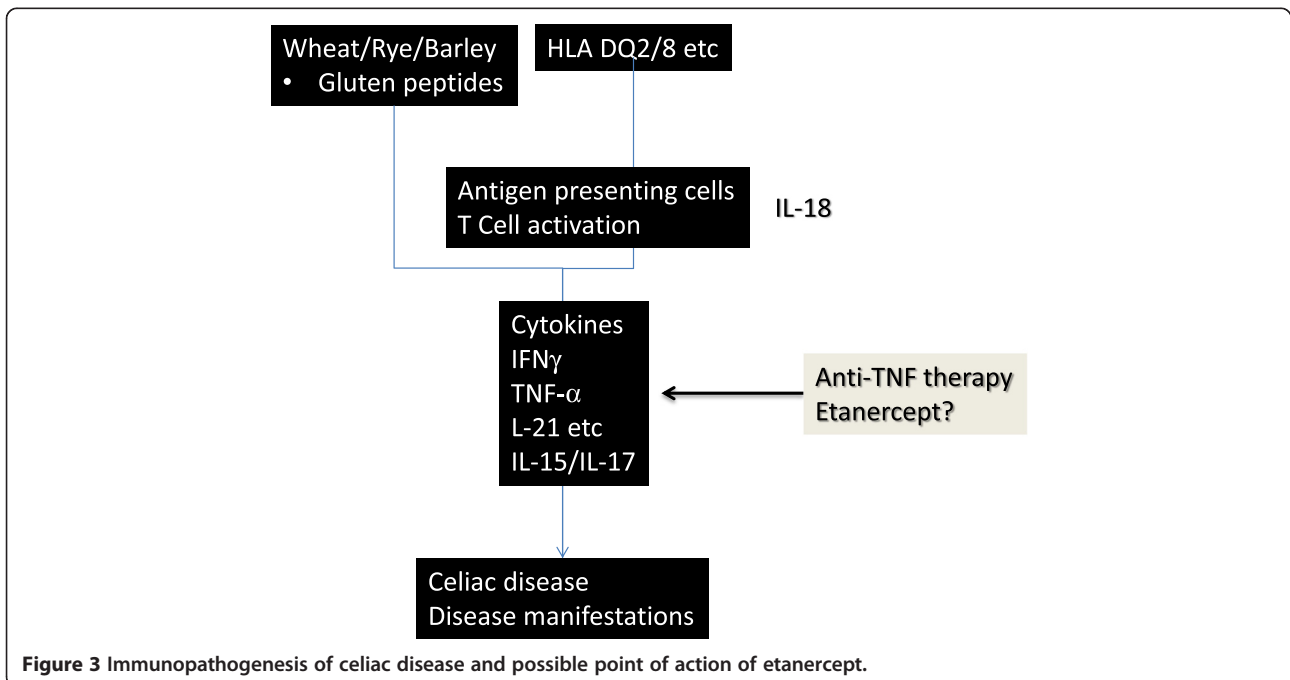 Wheat/Rye/Barley
• Gluten peptides
HLA DQ2/8 etc
Antigen presenting cells
T Cell activation
IL-18
Cytokines
IFNγ
TNF-α
L-21 etc
IL-15/IL-17
Anti-TNF therapy
Etanercept?
Celiac disease
Disease manifestations
Figure 3 Immunopathogenesis of celiac disease and possible point of action of etanercept.